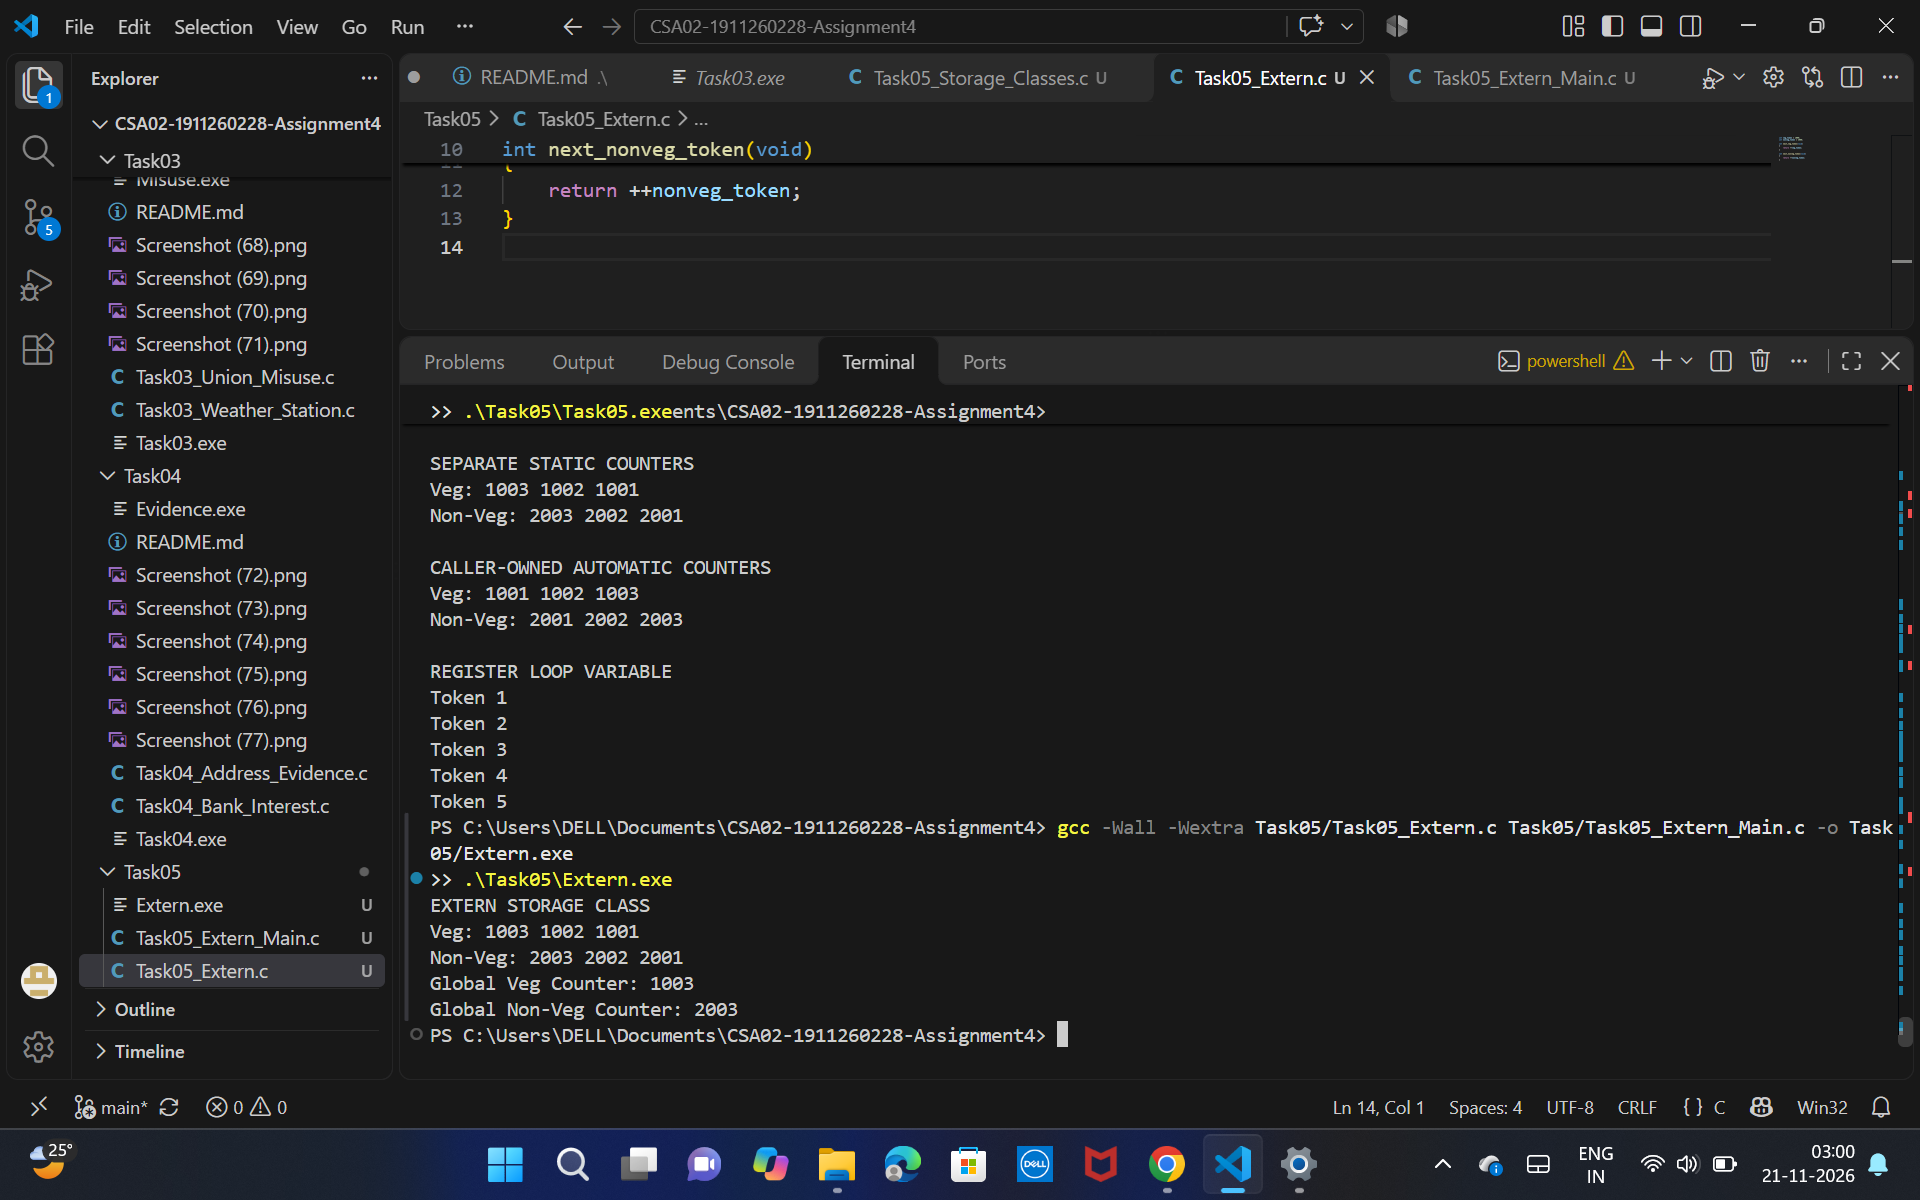 File Edit Selection View Go Run ···
CSA02-1911260228-Assignment4
Explorer ···
1
5
CSA02-1911260228-Assignment4
Task03
Misuse.exe
README.md
Screenshot (68).png
Screenshot (69).png
Screenshot (70).png
Screenshot (71).png
C Task03_Union_Misuse.c
C Task03_Weather_Station.c
Task03.exe
Task04
Evidence.exe
README.md
Screenshot (72).png
Screenshot (73).png
Screenshot (74).png
Screenshot (75).png
Screenshot (76).png
Screenshot (77).png
C Task04_Address_Evidence.c
C Task04_Bank_Interest.c
Task04.exe
Task05
Extern.exe U
C Task05_Extern_Main.c U
C Task05_Extern.c U
Outline
Timeline
README.md .\ Task03.exe C Task05_Storage_Classes.c U C Task05_Extern.c U C Task05_Extern_Main.c U
Task05 > C Task05_Extern.c > ...
10 int next_nonveg_token(void)
11 {
12 return ++nonveg_token;
13 }
14
Problems Output Debug Console Terminal Ports powershell
>> .\Task05\Task05.exeents\CSA02-1911260228-Assignment4>
SEPARATE STATIC COUNTERS
Veg: 1003 1002 1001
Non-Veg: 2003 2002 2001
CALLER-OWNED AUTOMATIC COUNTERS
Veg: 1001 1002 1003
Non-Veg: 2001 2002 2003
REGISTER LOOP VARIABLE
Token 1
Token 2
Token 3
Token 4
Token 5
PS C:\Users\DELL\Documents\CSA02-1911260228-Assignment4> gcc -Wall -Wextra Task05/Task05_Extern.c Task05/Task05_Extern_Main.c -o Task
05/Extern.exe
>> .\Task05\Extern.exe
EXTERN STORAGE CLASS
Veg: 1003 1002 1001
Non-Veg: 2003 2002 2001
Global Veg Counter: 1003
Global Non-Veg Counter: 2003
PS C:\Users\DELL\Documents\CSA02-1911260228-Assignment4>
main* 0 0 Ln 14, Col 1 Spaces: 4 UTF-8 CRLF { } C Win32
25° DELL ENG 03:00
IN 21-11-2026